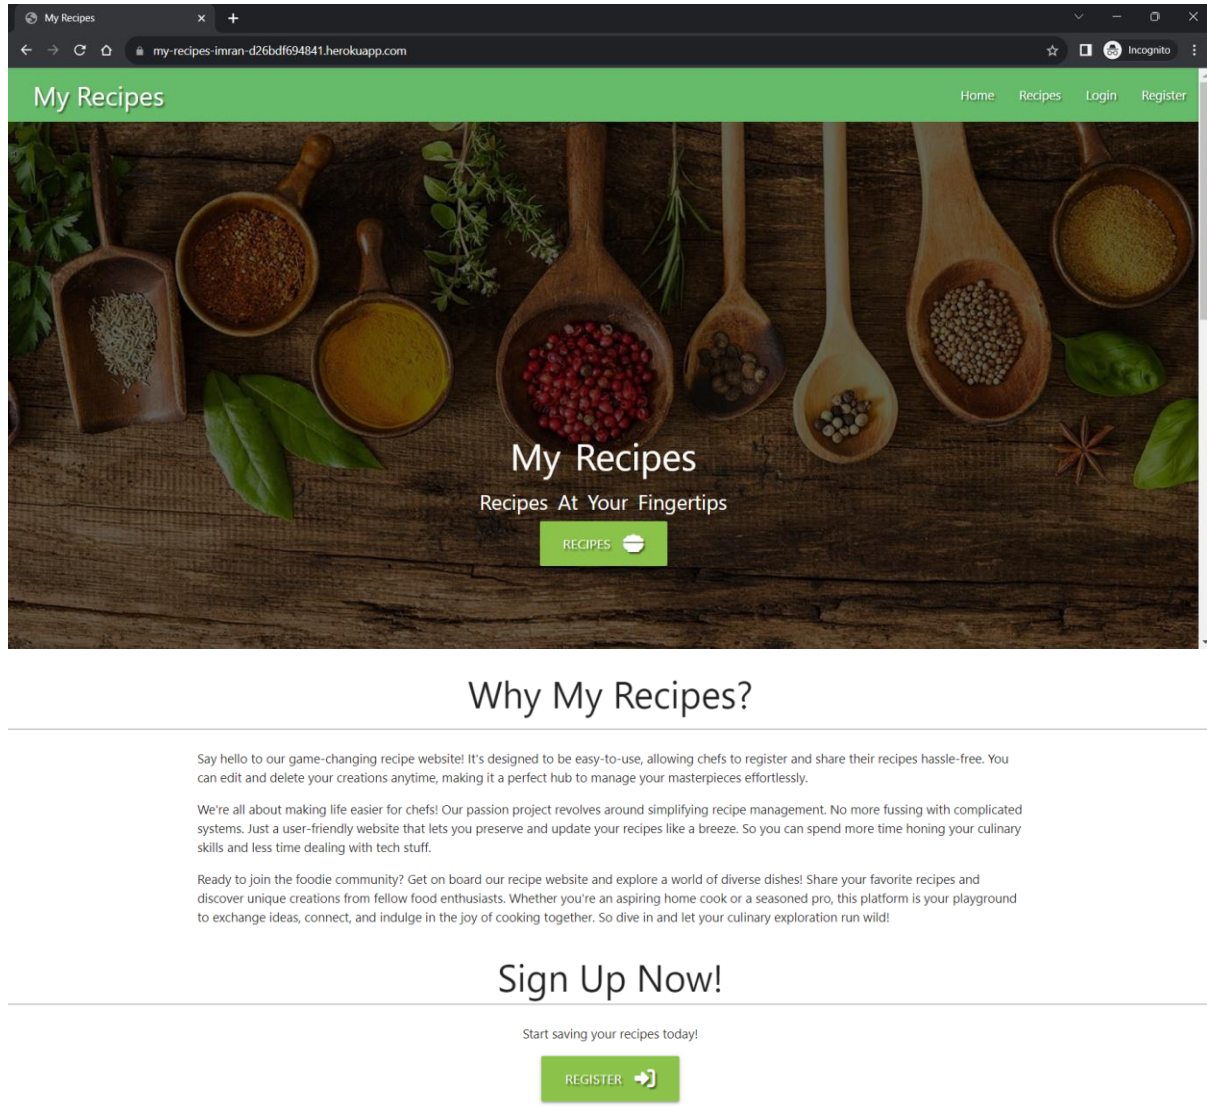 My Recipes
my-recipes-imran-d26bdf694841.herokuapp.com
Incognito
My Recipes
Home Recipes Login Register
My Recipes
Recipes At Your Fingertips
RECIPES
Why My Recipes?
Say hello to our game-changing recipe website! It's designed to be easy-to-use, allowing chefs to register and share their recipes hassle-free. You
can edit and delete your creations anytime, making it a perfect hub to manage your masterpieces effortlessly.
We're all about making life easier for chefs! Our passion project revolves around simplifying recipe management. No more fussing with complicated
systems. Just a user-friendly website that lets you preserve and update your recipes like a breeze. So you can spend more time honing your culinary
skills and less time dealing with tech stuff.
Ready to join the foodie community? Get on board our recipe website and explore a world of diverse dishes! Share your favorite recipes and
discover unique creations from fellow food enthusiasts. Whether you're an aspiring home cook or a seasoned pro, this platform is your playground
to exchange ideas, connect, and indulge in the joy of cooking together. So dive in and let your culinary exploration run wild!
Sign Up Now!
Start saving your recipes today!
REGISTER